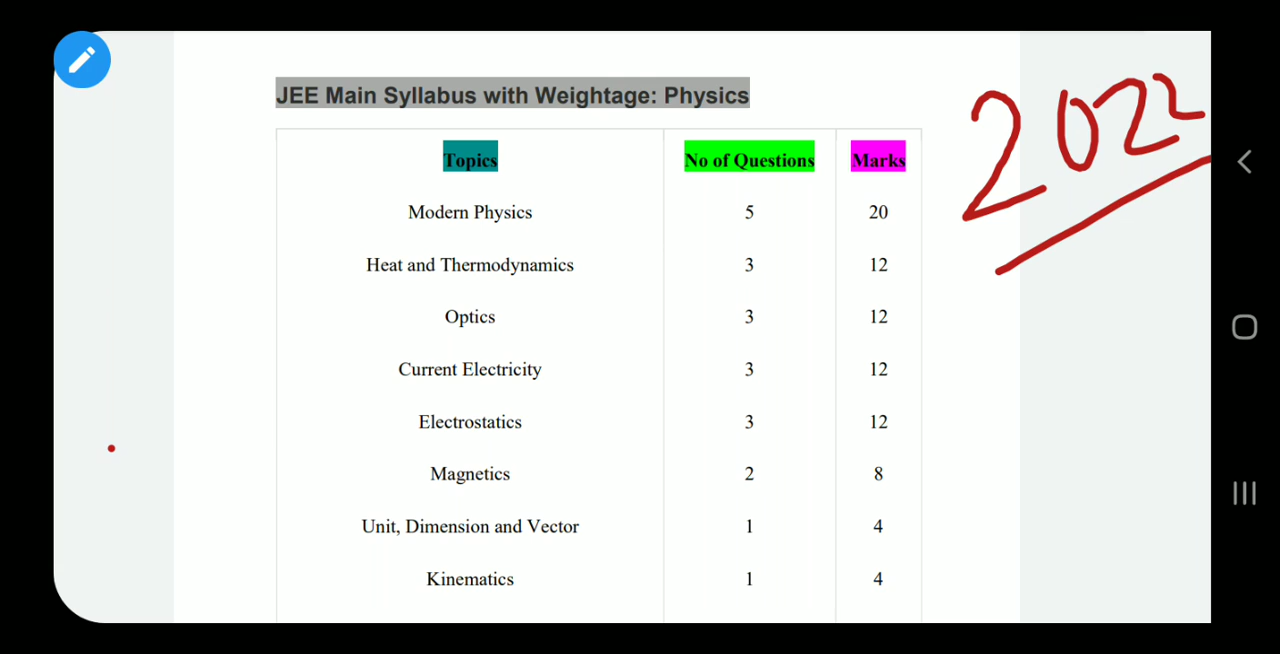 JEE Main Syllabus with Weightage: Physics
2022
Topics No of Questions Marks
Modern Physics 5 20
Heat and Thermodynamics 3 12
Optics 3 12
Current Electricity 3 12
Electrostatics 3 12
Magnetics 2 8
Unit, Dimension and Vector 1 4
Kinematics 1 4